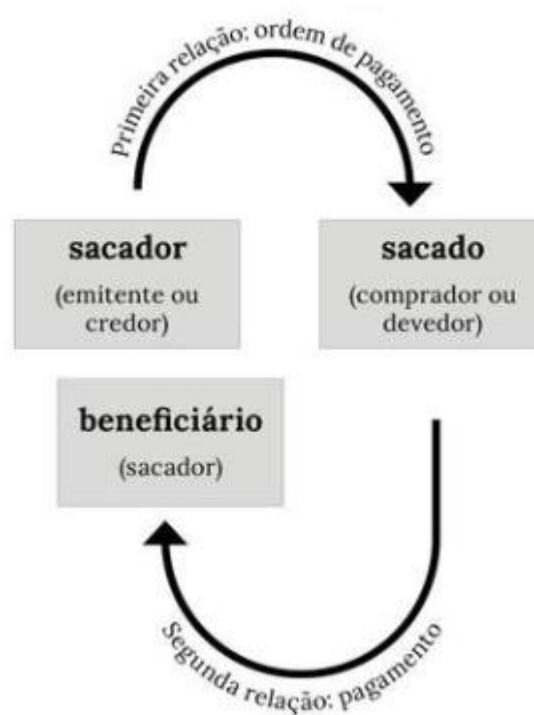 Primeira relação: ordem de pagamento
sacador
(emitente ou
credor)
sacado
(comprador ou
devedor)
beneficiário
(sacador)
Segunda relação: pagamento